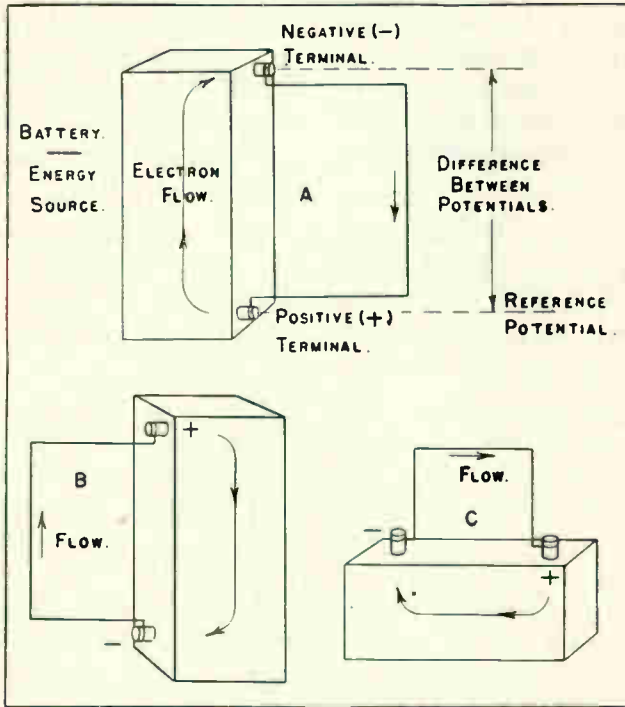 NEGATIVE (-)
TERMINAL.
BATTERY.
ENERGY
SOURCE.
ELECTRON
FLOW.
A
DIFFERENCE
BETWEEN
POTENTIALS.
POSITIVE (+)
TERMINAL.
REFERENCE
POTENTIAL.
+
B
FLOW.
-
FLOW.
C
-
+